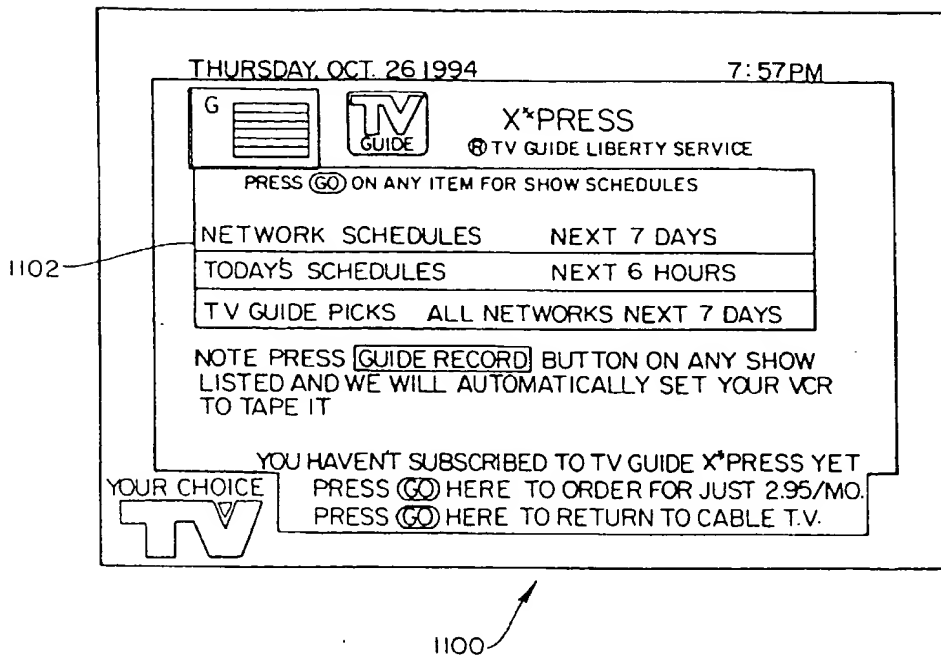 THURSDAY, OCT. 26 1994 7:57PM
G
TV
GUIDE
X*PRESS
® TV GUIDE LIBERTY SERVICE
PRESS GO ON ANY ITEM FOR SHOW SCHEDULES
NETWORK SCHEDULES NEXT 7 DAYS
1102
TODAY'S SCHEDULES NEXT 6 HOURS
TV GUIDE PICKS ALL NETWORKS NEXT 7 DAYS
NOTE PRESS GUIDE RECORD BUTTON ON ANY SHOW
LISTED AND WE WILL AUTOMATICALLY SET YOUR VCR
TO TAPE IT
YOU HAVEN'T SUBSCRIBED TO TV GUIDE X*PRESS YET
YOUR CHOICE
TV
PRESS GO HERE TO ORDER FOR JUST 2.95/MO.
PRESS GO HERE TO RETURN TO CABLE T.V.
1100